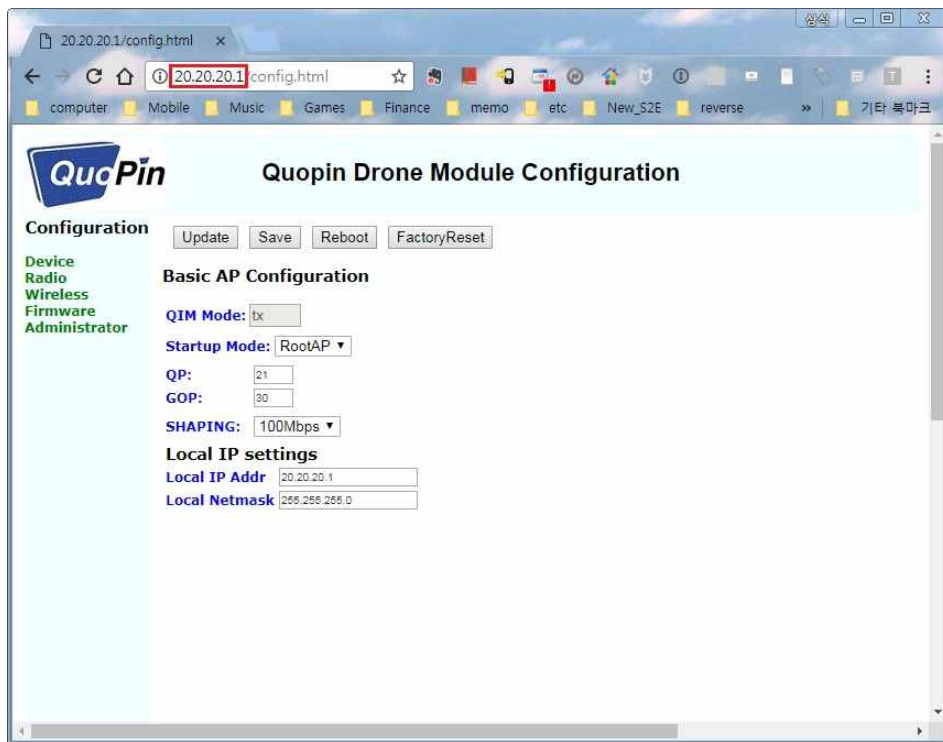 상식
20.20.20.1/config.html
20.20.20.1/config.html
computer Mobile Music Games Finance memo etc New_S2E reverse » 기타 북마크
QuoPin
Quopin Drone Module Configuration
Configuration
Update Save Reboot FactoryReset
Device
Radio
Wireless
Firmware
Administrator
Basic AP Configuration
QIM Mode: tx
Startup Mode: RootAP
QP: 21
GOP: 30
SHAPING: 100Mbps
Local IP settings
Local IP Addr 20.20.20.1
Local Netmask 255.255.255.0